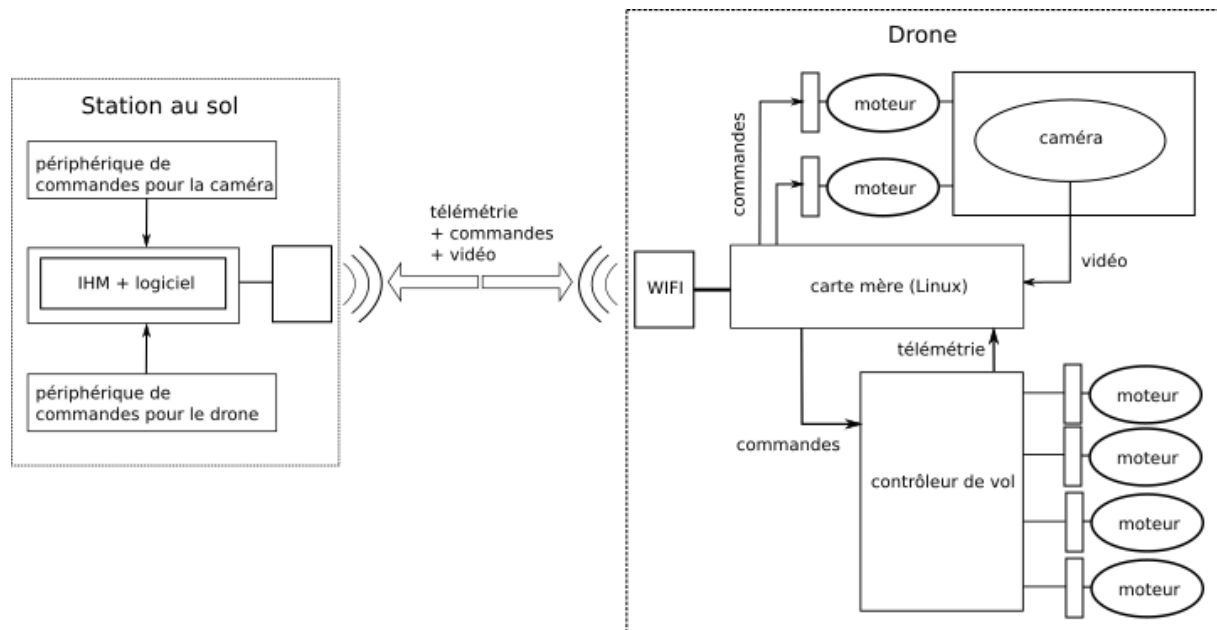 Station au sol
périphérique de
commandes pour la caméra
IHM + logiciel
périphérique de
commandes pour le drone
télémétrie
+ commandes
+ vidéo
Drone
commandes
moteur
moteur
caméra
WIFI
carte mère (Linux)
vidéo
télémétrie
commandes
contrôleur de vol
moteur
moteur
moteur
moteur